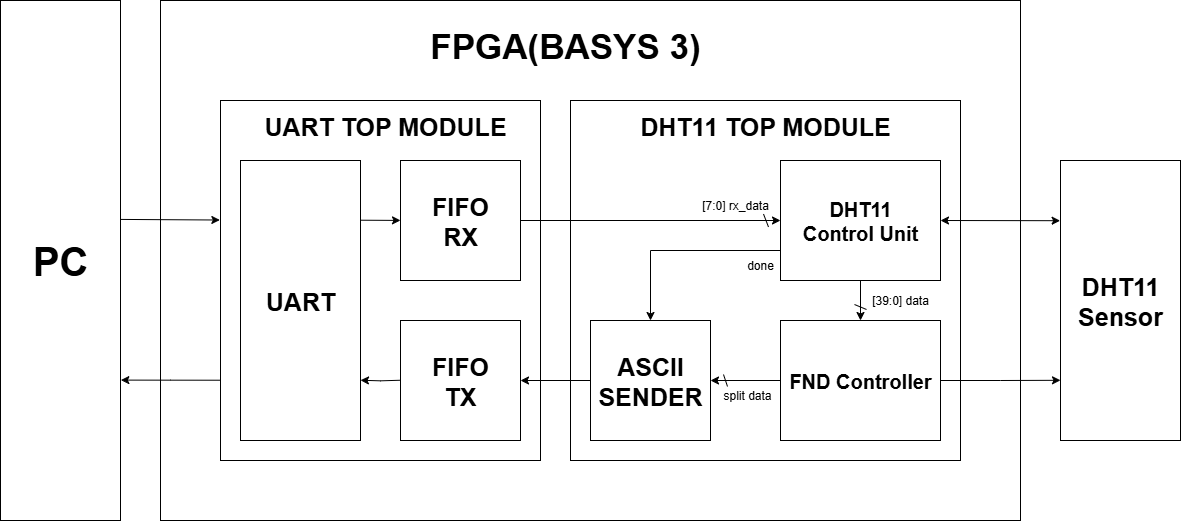 FPGA(BASYS 3)
UART TOP MODULE
DHT11 TOP MODULE
PC
UART
FIFO
RX
[7:0] rx_data
DHT11
Control Unit
done
[39:0] data
DHT11
Sensor
FIFO
TX
ASCII
SENDER
split data
FND Controller